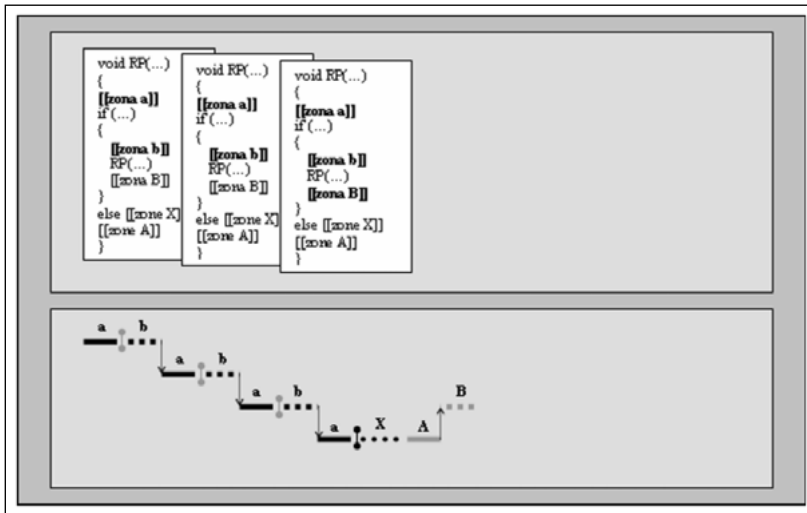 void RP(...)
{
[[zona a]]
if (...)
{
[[zona b]]
RP(...)
[[zona B]]
}
else [[zone X]
[[zone A]]
}
void RP(...)
{
[[zona a]]
if (...)
{
[[zona b]]
RP(...)
[[zona B]]
}
else [[zone X]
[[zone A]]
}
void RP(...)
{
[[zona a]]
if (...)
{
[[zona b]]
RP(...)
[[zona B]]
}
else [[zone X]]
[[zone A]]
}
a b
a b
a b B
a X A